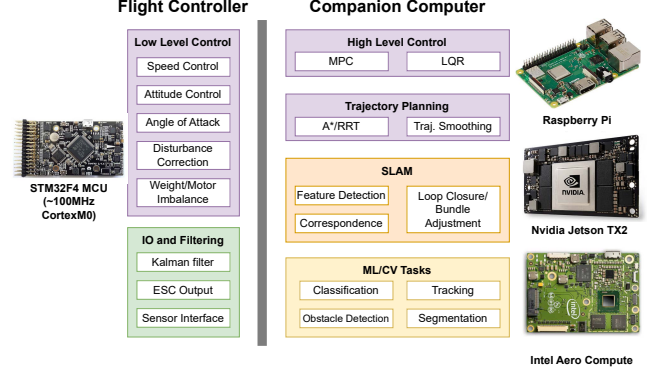 Flight Controller
Companion Computer
Low Level Control
Speed Control
Attitude Control
Angle of Attack
Disturbance
Correction
Weight/Motor
Imbalance
STM32F4 MCU
(~100MHz
CortexM0)
IO and Filtering
Kalman filter
ESC Output
Sensor Interface
High Level Control
MPC
LQR
Trajectory Planning
A*/RRT
Traj. Smoothing
SLAM
Feature Detection
Correspondence
Loop Closure/
Bundle
Adjustment
ML/CV Tasks
Classification
Tracking
Obstacle Detection
Segmentation
Raspberry Pi
NVIDIA
Nvidia Jetson TX2
intel
Intel Aero Compute